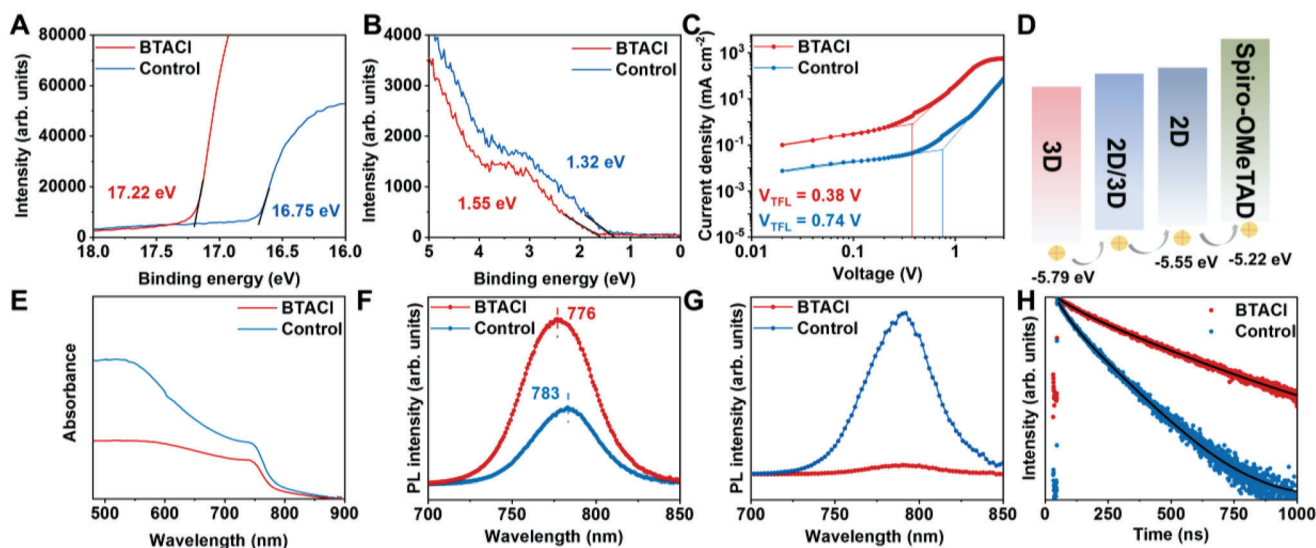 A
Intensity (arb. units)
80000
60000
40000
20000
0
BTACl
Control
17.22 eV
16.75 eV
18.0
17.5
17.0
16.5
16.0
Binding energy (eV)
B
Intensity (arb. units)
4000
3000
2000
1000
0
BTACl
Control
1.32 eV
1.55 eV
5
4
3
2
1
0
Binding energy (eV)
C
Current density (mA cm-2)
10³
10¹
10⁻¹
10⁻³
10⁻⁵
BTACl
Control
VTFL = 0.38 V
VTFL = 0.74 V
0.01
0.1
1
Voltage (V)
D
3D
2D/3D
2D
Spiro-OMeTAD
-5.79 eV
-5.55 eV
-5.22 eV
E
Absorbance
BTACl
Control
500
600
700
800
900
Wavelength (nm)
F
PL intensity (arb. units)
BTACl
Control
776
783
700
750
800
850
Wavelength (nm)
G
PL intensity (arb. units)
BTACl
Control
700
750
800
850
Wavelength (nm)
H
Intensity (arb. units)
BTACl
Control
0
250
500
750
1000
Time (ns)